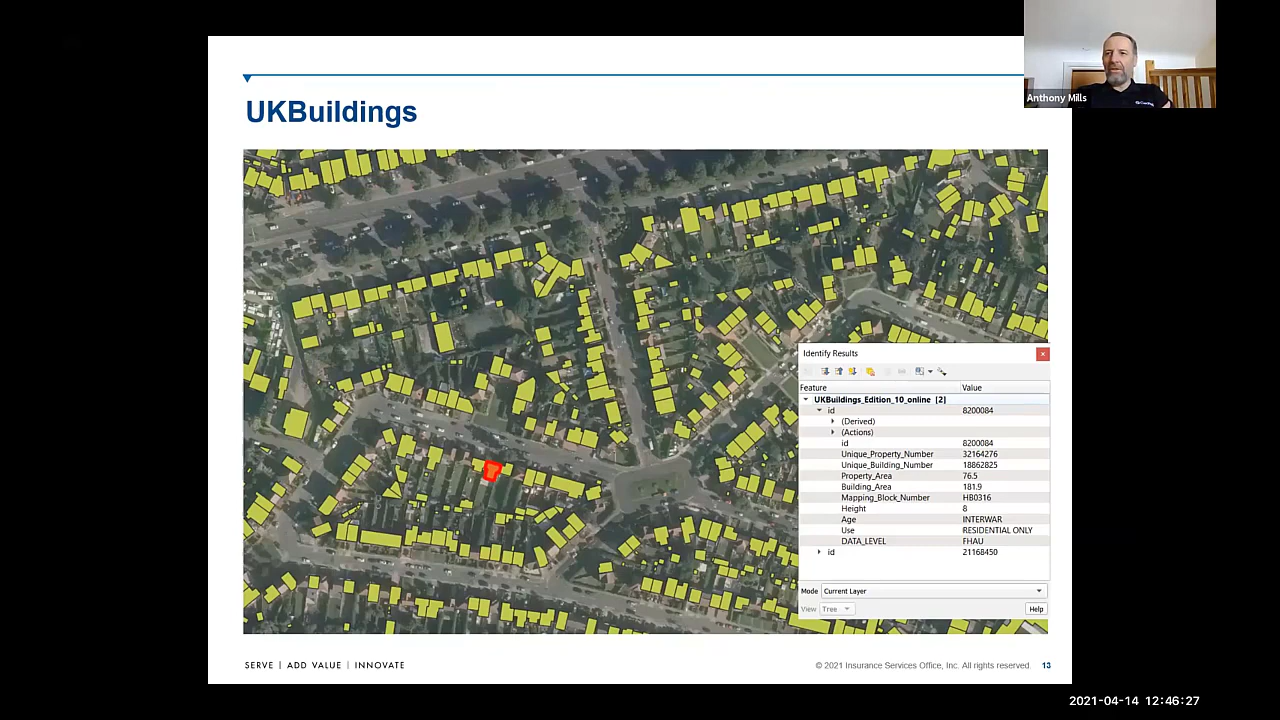 Anthony Mills
UKBuildings
Identify Results
Feature Value
UKBuildings_Edition_10_online [2]
id 8200084
(Derived)
(Actions)
id 8200084
Unique_Property_Number 32164276
Unique_Building_Number 18862825
Property_Area 76.5
Building_Area 181.9
Mapping_Block_Number HB0316
Height 8
Age INTERWAR
Use RESIDENTIAL ONLY
DATA_LEVEL FHAU
id 21168450
Mode Current Layer
View Tree Help
SERVE | ADD VALUE | INNOVATE © 2021 Insurance Services Office, Inc. All rights reserved. 13
2021-04-14 12:46:27